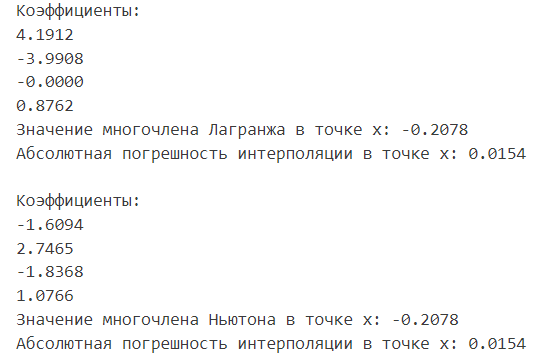 Коэффициенты:
4.1912
-3.9908
-0.0000
0.8762
Значение многочлена Лагранжа в точке x: -0.2078
Абсолютная погрешность интерполяции в точке x: 0.0154
Коэффициенты:
-1.6094
2.7465
-1.8368
1.0766
Значение многочлена Ньютона в точке x: -0.2078
Абсолютная погрешность интерполяции в точке x: 0.0154